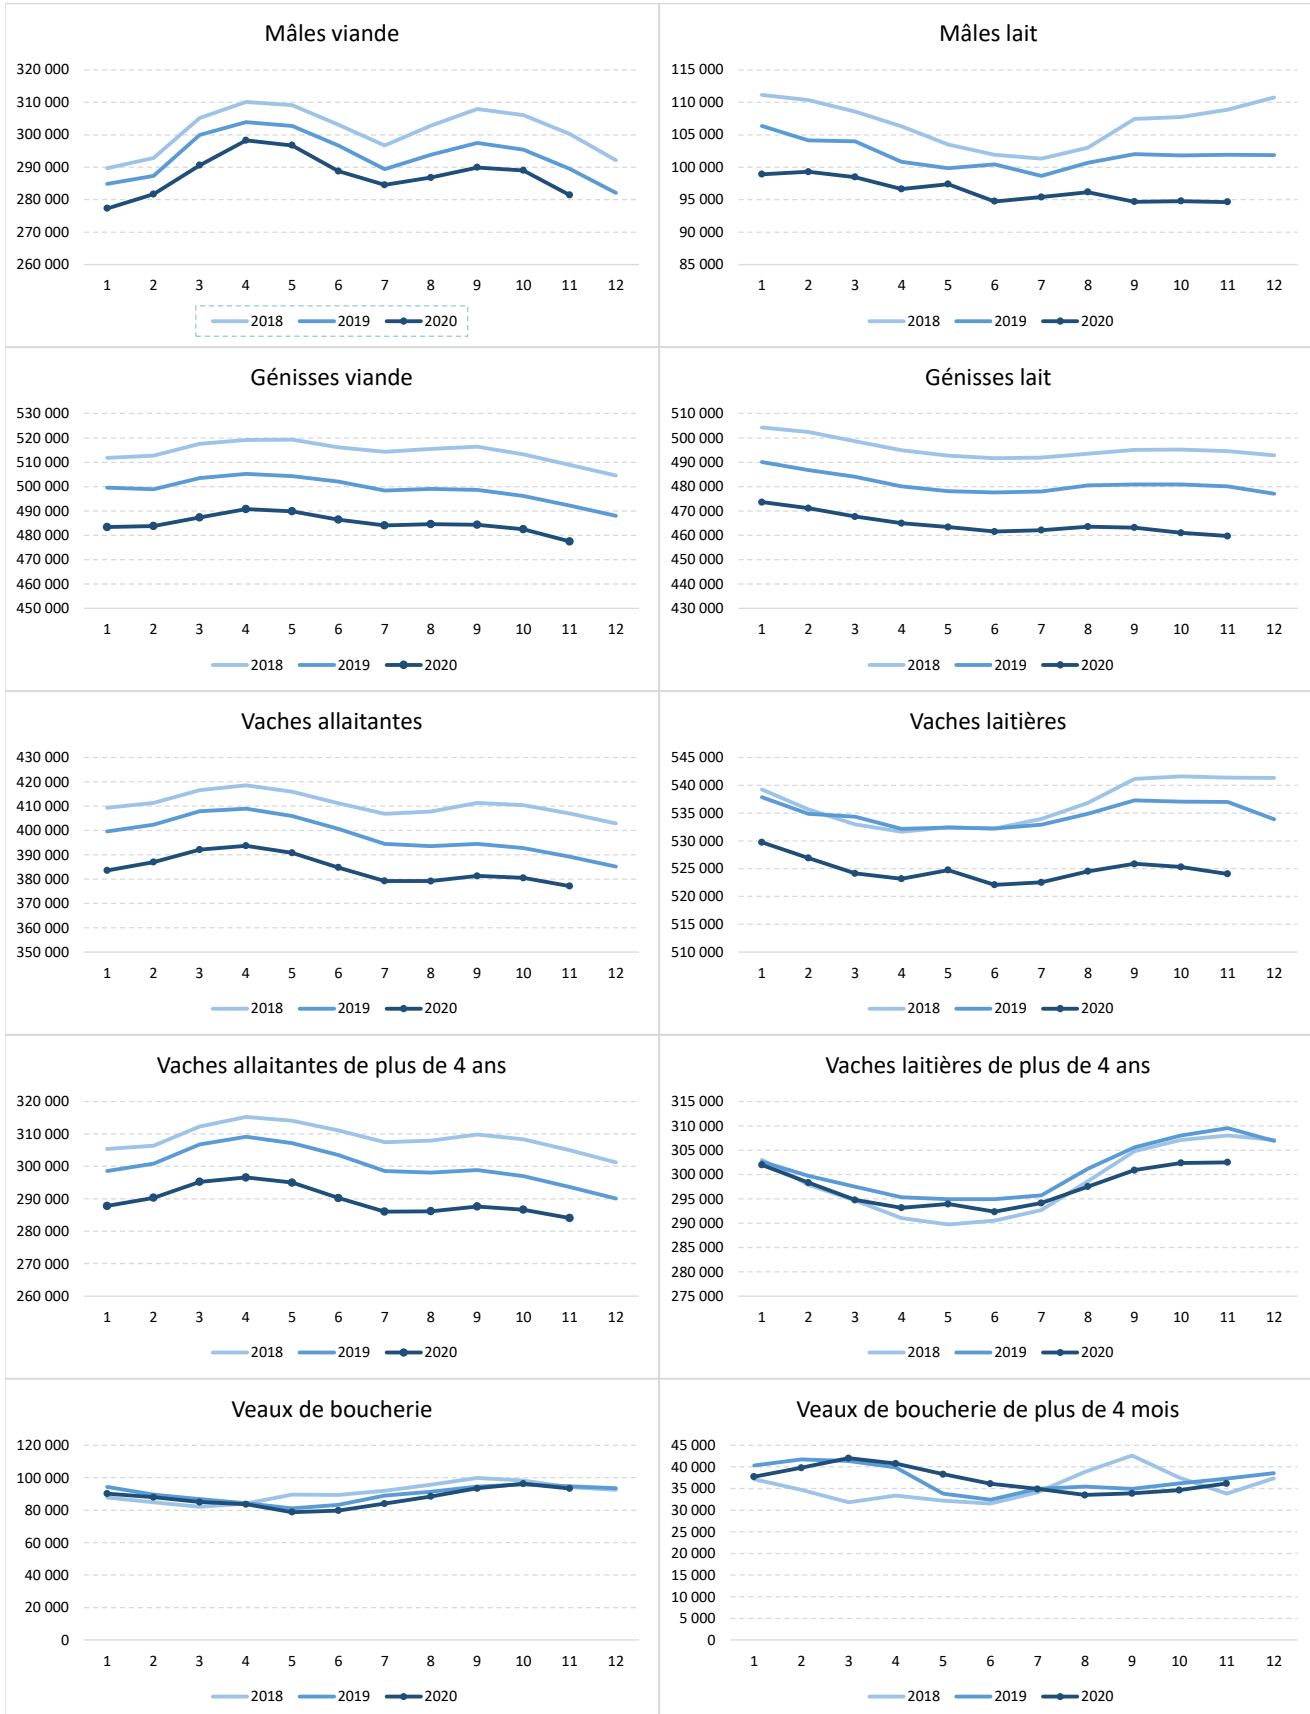 Mâles viande
320 000
310 000
300 000
290 000
280 000
270 000
260 000
1 2 3 4 5 6 7 8 9 10 11 12
2018 2019 2020
Mâles lait
115 000
110 000
105 000
100 000
95 000
90 000
85 000
1 2 3 4 5 6 7 8 9 10 11 12
2018 2019 2020
Génisses viande
530 000
520 000
510 000
500 000
490 000
480 000
470 000
460 000
450 000
1 2 3 4 5 6 7 8 9 10 11 12
2018 2019 2020
Génisses lait
510 000
500 000
490 000
480 000
470 000
460 000
450 000
440 000
430 000
1 2 3 4 5 6 7 8 9 10 11 12
2018 2019 2020
Vaches allaitantes
430 000
420 000
410 000
400 000
390 000
380 000
370 000
360 000
350 000
1 2 3 4 5 6 7 8 9 10 11 12
2018 2019 2020
Vaches laitières
545 000
540 000
535 000
530 000
525 000
520 000
515 000
510 000
1 2 3 4 5 6 7 8 9 10 11 12
2018 2019 2020
Vaches allaitantes de plus de 4 ans
320 000
310 000
300 000
290 000
280 000
270 000
260 000
1 2 3 4 5 6 7 8 9 10 11 12
2018 2019 2020
Vaches laitières de plus de 4 ans
315 000
310 000
305 000
300 000
295 000
290 000
285 000
280 000
275 000
1 2 3 4 5 6 7 8 9 10 11 12
2018 2019 2020
Veaux de boucherie
120 000
100 000
80 000
60 000
40 000
20 000
0
1 2 3 4 5 6 7 8 9 10 11 12
2018 2019 2020
Veaux de boucherie de plus de 4 mois
45 000
40 000
35 000
30 000
25 000
20 000
15 000
10 000
5 000
0
1 2 3 4 5 6 7 8 9 10 11 12
2018 2019 2020